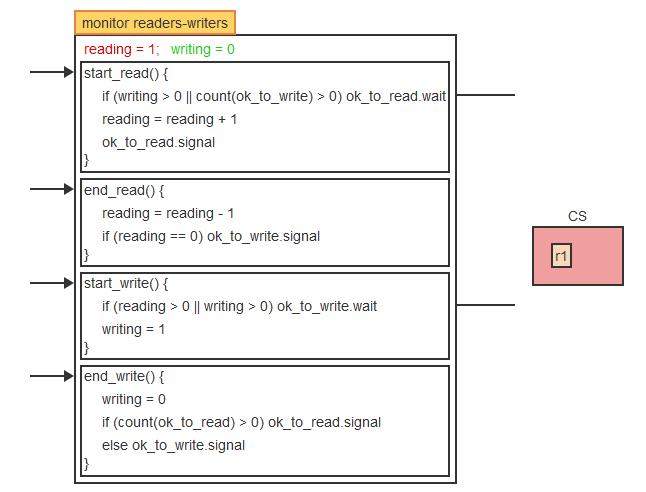 monitor readers-writers
reading = 1; writing = 0
start_read() {
if (writing > 0 || count(ok_to_write) > 0) ok_to_read.wait
reading = reading + 1
ok_to_read.signal
}
end_read() {
reading = reading - 1
if (reading == 0) ok_to_write.signal
}
start_write() {
if (reading > 0 || writing > 0) ok_to_write.wait
writing = 1
}
end_write() {
writing = 0
if (count(ok_to_read) > 0) ok_to_read.signal
else ok_to_write.signal
}
CS
r1